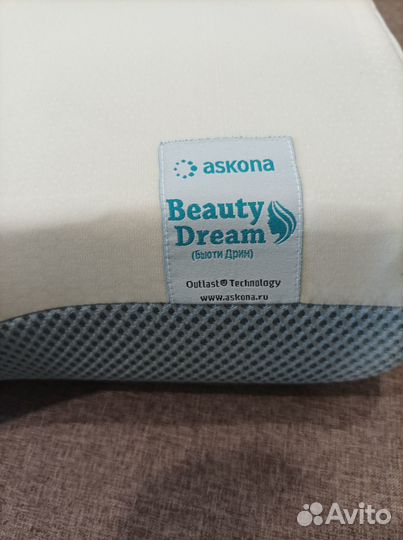 askona
Beauty
Dream
(Бьюти Дрим)
Outlast® Technology
www.askona.ru
Avito